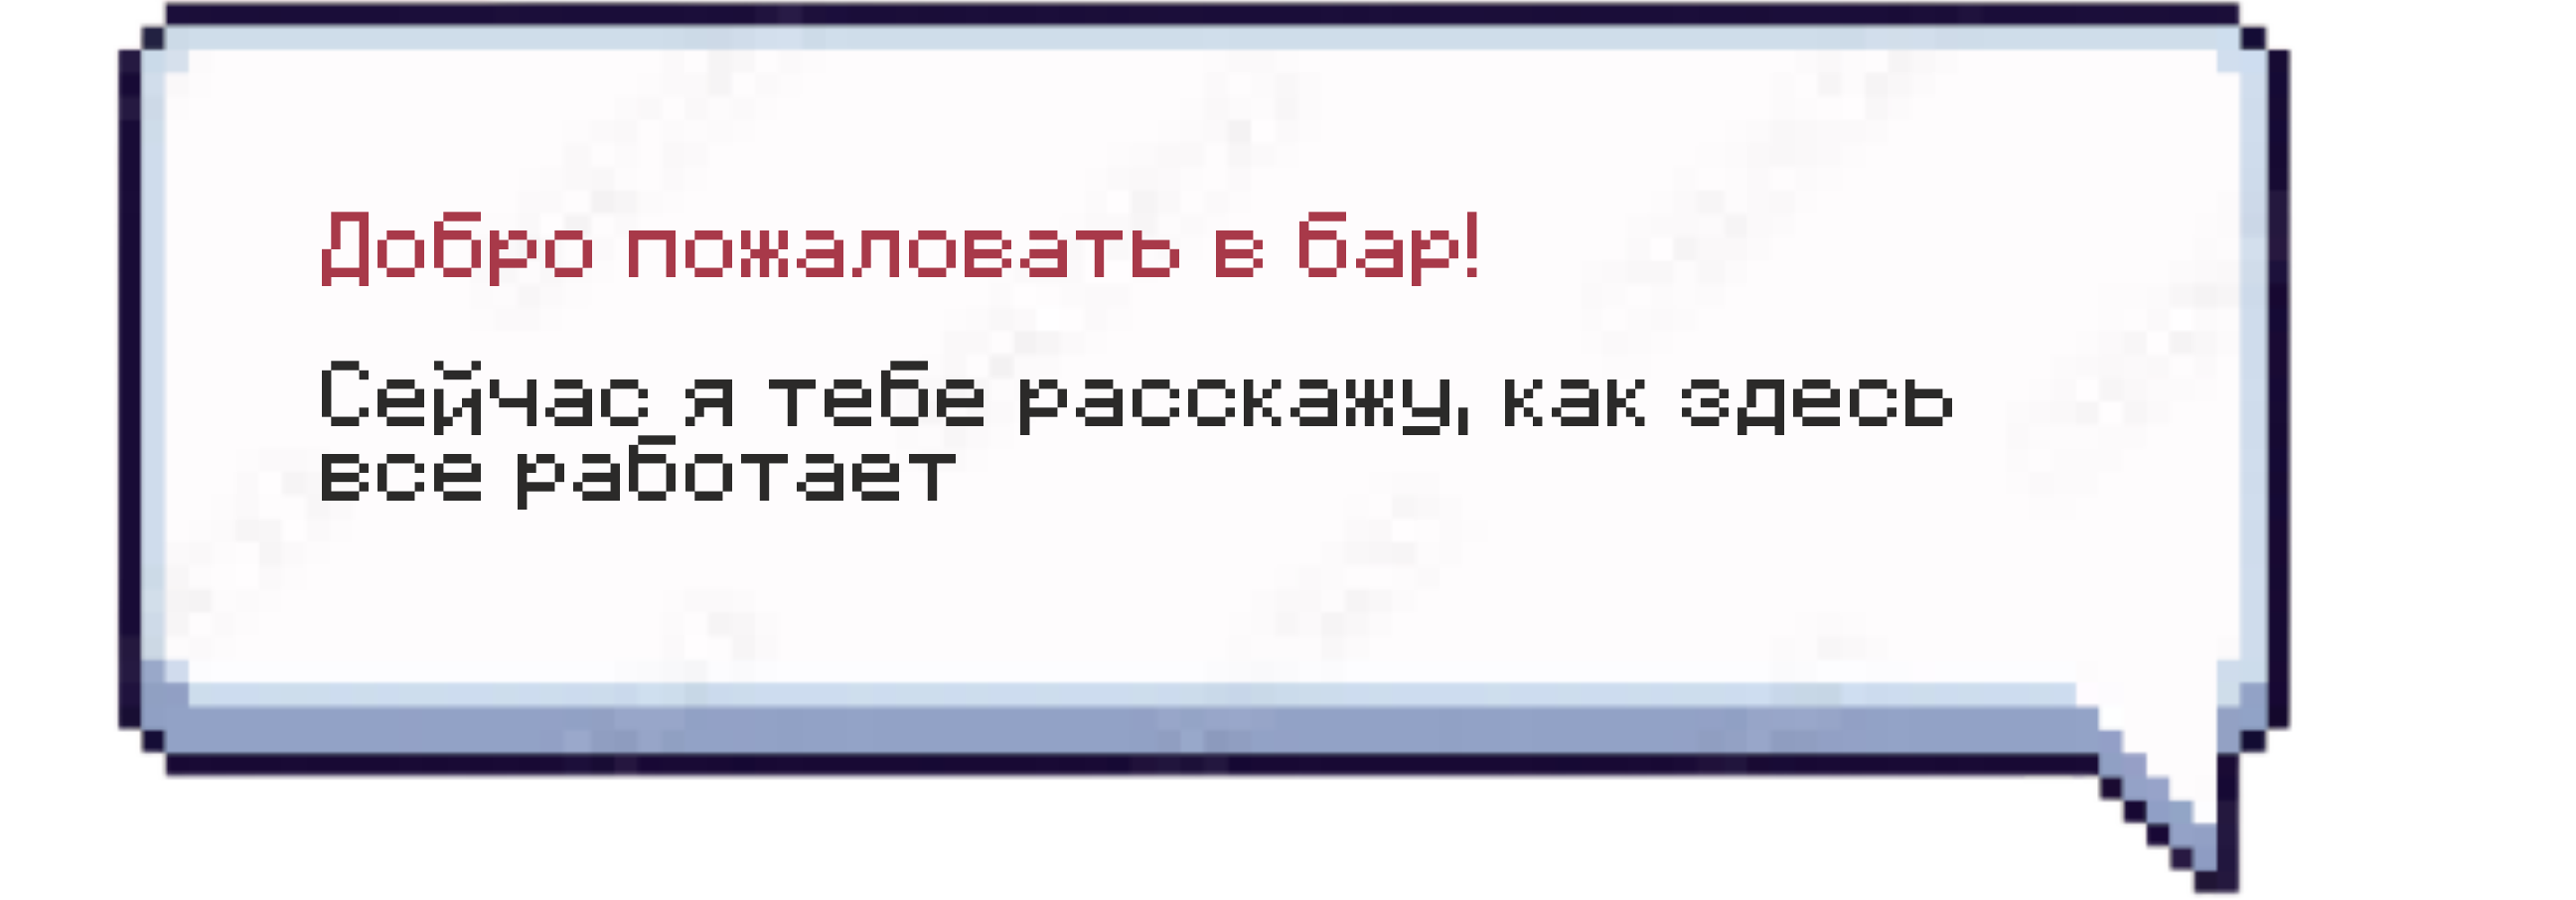 Добро пожаловать в бар!
Сейчас я тебе расскажу, как здесь
все работает